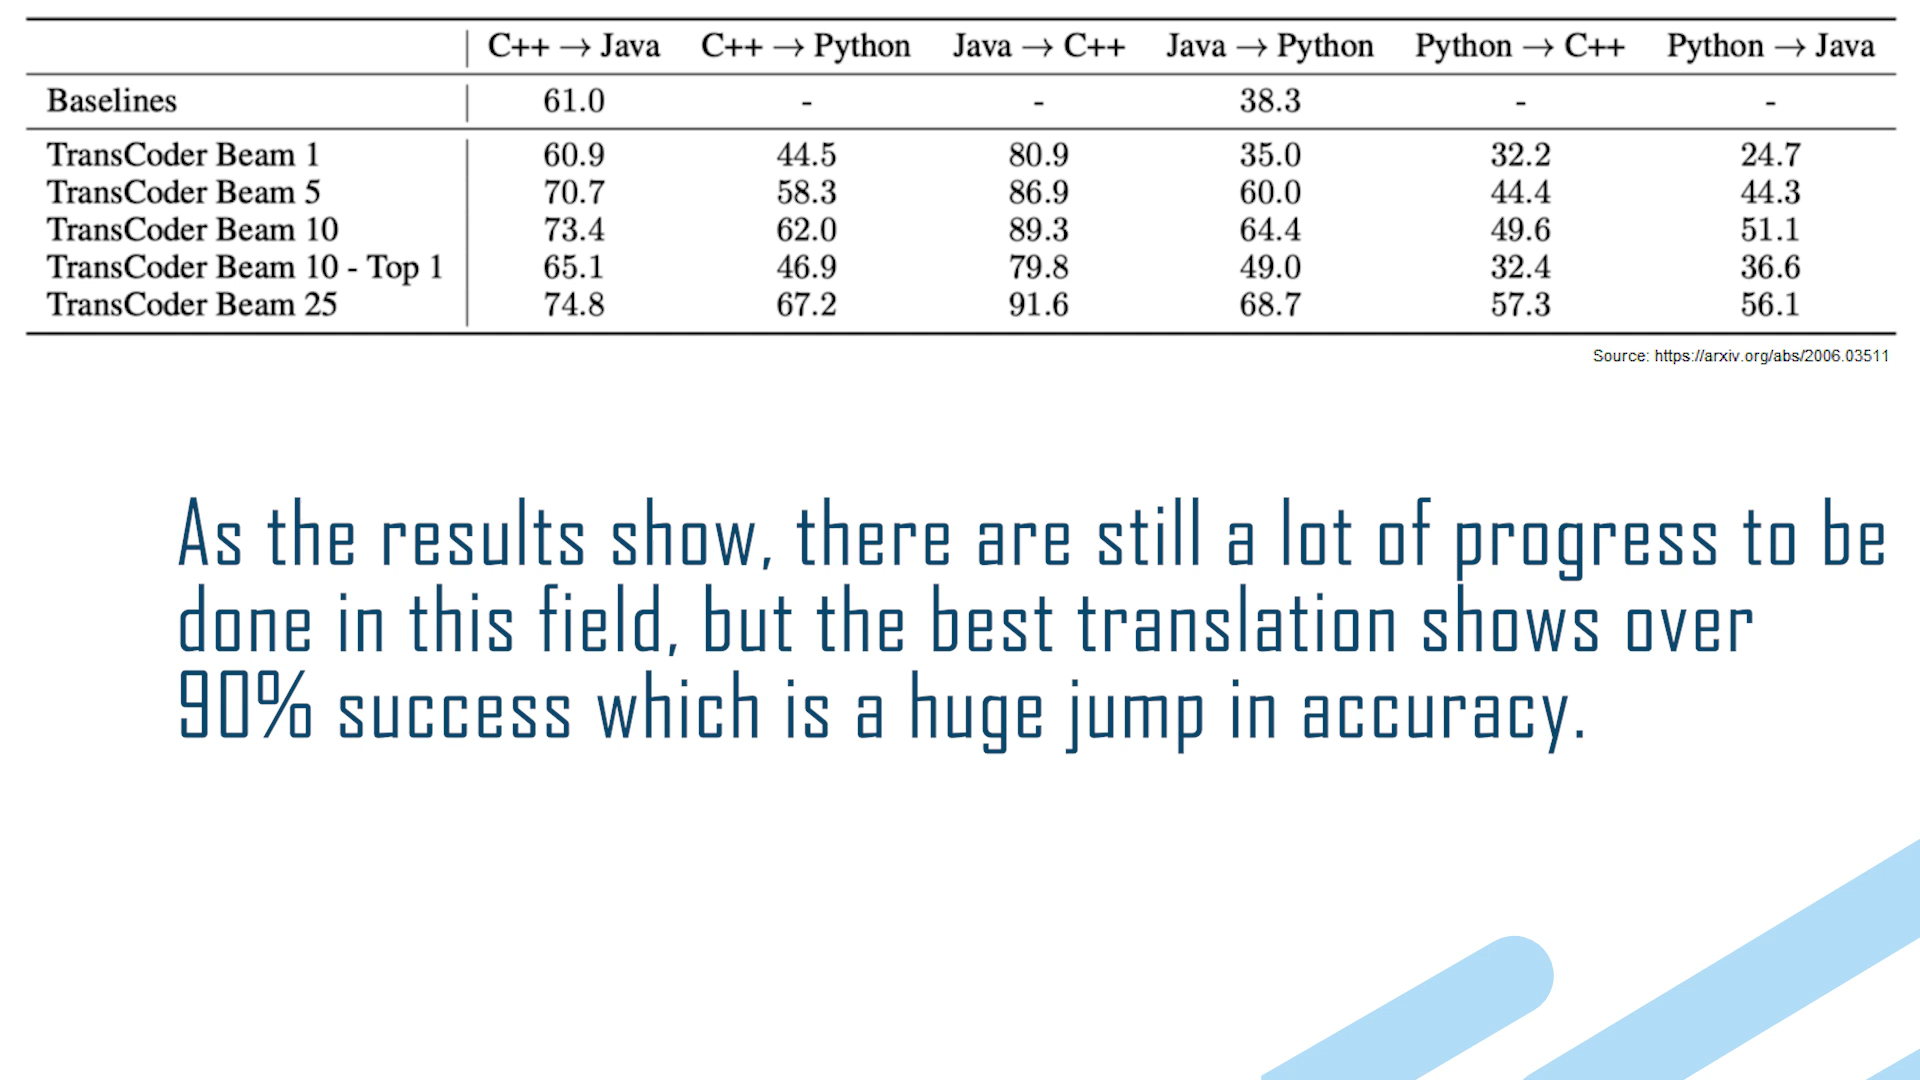 C++ → Java C++ → Python Java → C++ Java → Python Python → C++ Python → Java
Baselines 61.0 - - 38.3 - -
TransCoder Beam 1 60.9 44.5 80.9 35.0 32.2 24.7
TransCoder Beam 5 70.7 58.3 86.9 60.0 44.4 44.3
TransCoder Beam 10 73.4 62.0 89.3 64.4 49.6 51.1
TransCoder Beam 10 - Top 1 65.1 46.9 79.8 49.0 32.4 36.6
TransCoder Beam 25 74.8 67.2 91.6 68.7 57.3 56.1
Source: https://arxiv.org/abs/2006.03511
As the results show, there are still a lot of progress to be
done in this field, but the best translation shows over
90% success which is a huge jump in accuracy.